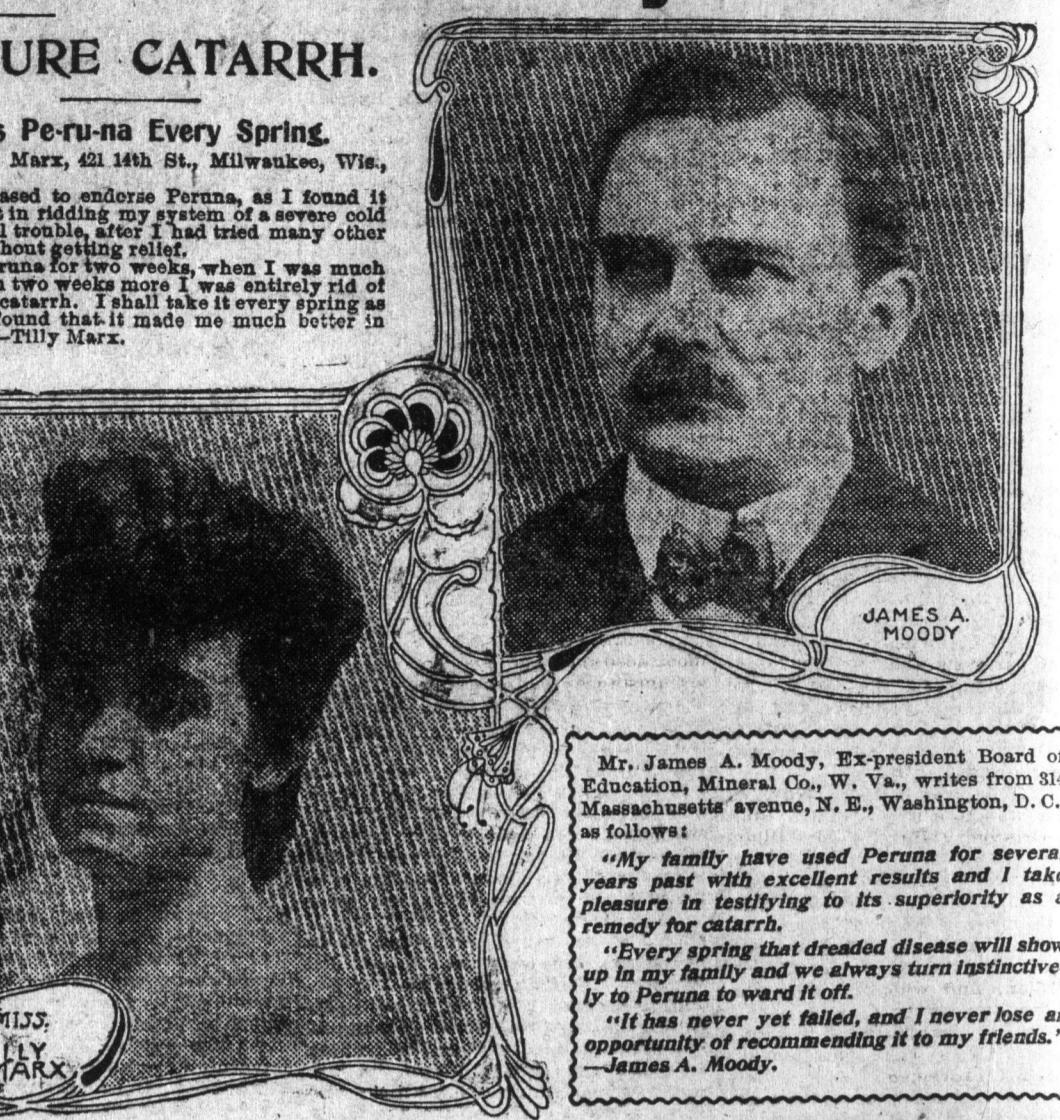 URE CATARRH.
s Pe-ru-na Every Spring.
Marx, 421 14th St., Milwaukee, Wis.,
ased to endorse Peruna, as I found it
t in ridding my system of a severe cold
l trouble, after I had tried many other
hout getting relief.
runa for two weeks, when I was much
n two weeks more I was entirely rid of
catarrh. I shall take it every spring as
found that it made me much better in
—Tilly Marx.
JAMES A.
MOODY
MISS.
LLY
MARX
Mr. James A. Moody, Ex-president Board of
Education, Mineral Co., W. Va., writes from 314
Massachusetts avenue, N. E., Washington, D. C.
as follows:
"My family have used Peruna for several
years past with excellent results and I take
pleasure in testifying to its superiority as a
remedy for catarrh.
"Every spring that dreaded disease will show
up in my family and we always turn instinctive
ly to Peruna to ward it off.
"It has never yet failed, and I never lose an
opportunity of recommending it to my friends."
—James A. Moody.